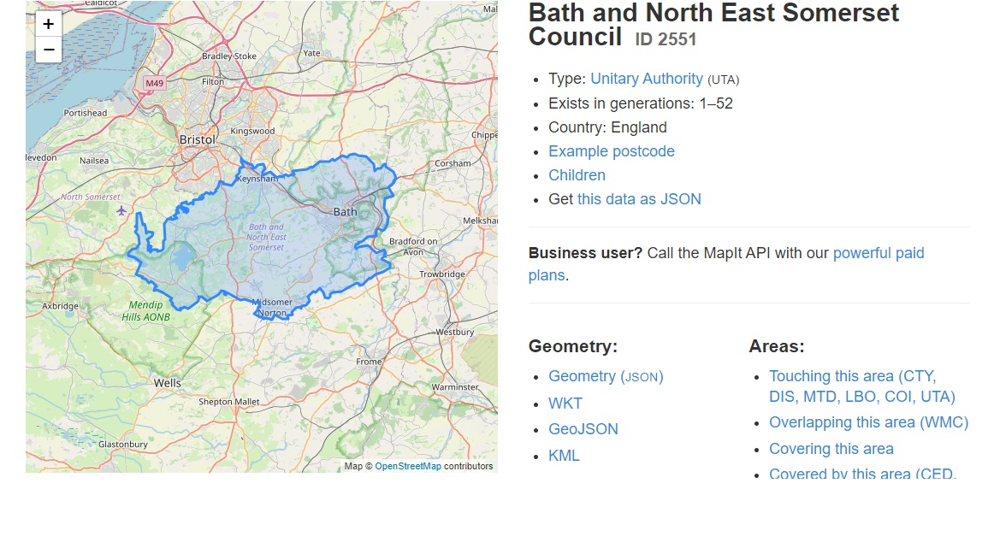 Caldicot
Mal
+
−
Bradley Stoke
Yate
M49
Filton
Portishead
Kingswood
Bristol
Chippe
levedon
Nailsea
Corsham
Keynsham
North Somerset
Bath
Melksha
Bath and
North East
Somerset
Bradford on
Avon
Trowbridge
Axbridge
Mendip
Hills AONB
Midsomer
Norton
Westbury
Frome
Wells
Warminster
Shepton Mallet
Glastonbury
Map © OpenStreetMap contributors
Bath and North East Somerset
Council ID 2551
Type: Unitary Authority (UTA)
Exists in generations: 1–52
Country: England
Example postcode
Children
Get this data as JSON
Business user? Call the MapIt API with our powerful paid
plans.
Geometry:
Geometry (JSON)
WKT
GeoJSON
KML
Areas:
Touching this area (CTY,
DIS, MTD, LBO, COI, UTA)
Overlapping this area (WMC)
Covering this area
Covered by this area (CED,